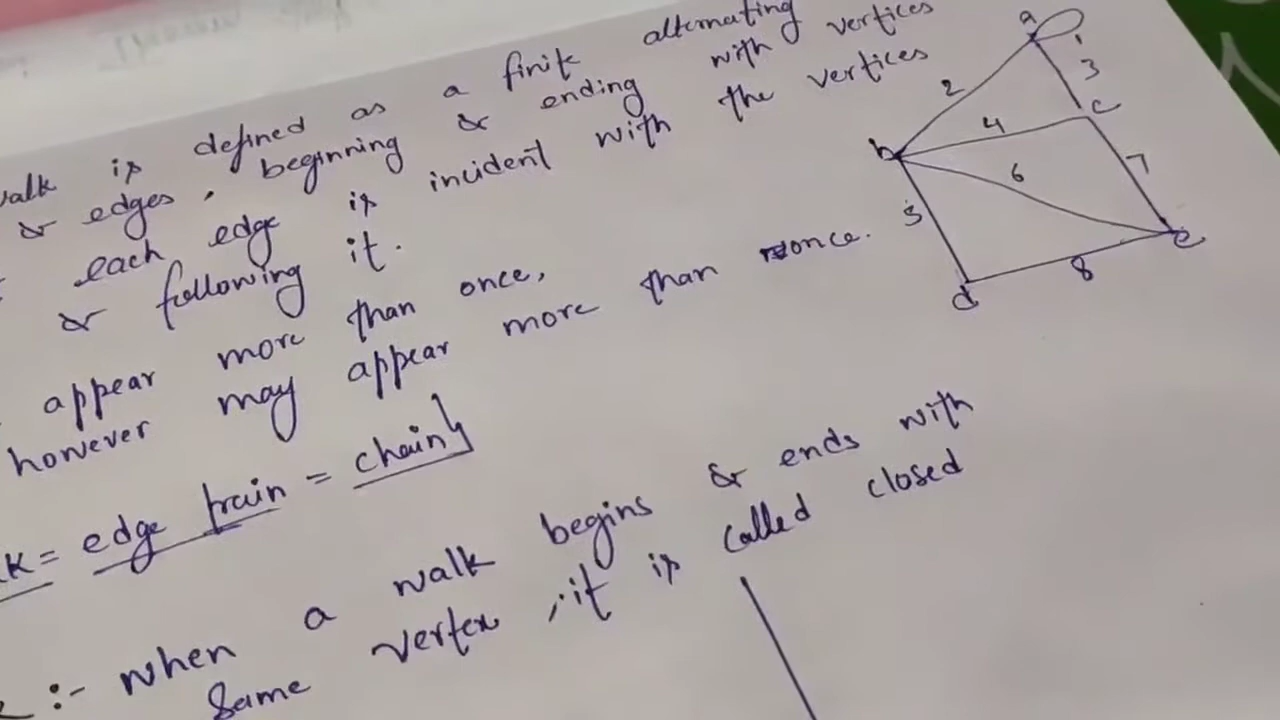 walk is defined as a finite alternating
& edges, beginning & ending with vertices
each edge is incident with the vertices
& following it.
appear more than once,
however may appear more than once.
k = edge train = chain}
:- when a walk begins & ends with
same vertex, it is called closed
a
1
2
3
c
4
b
6
7
5
e
8
d